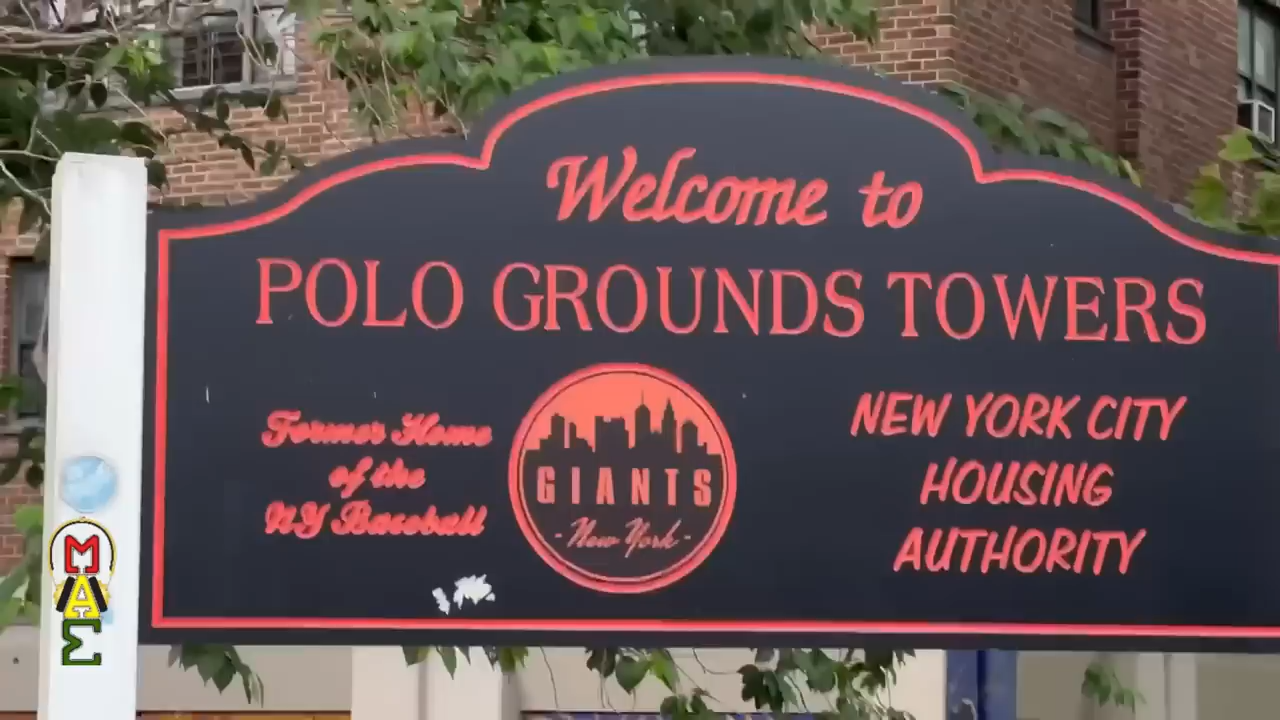 Welcome to
POLO GROUNDS TOWERS
Former Home
of the
NY Baseball
GIANTS
- New York -
NEW YORK CITY
HOUSING
AUTHORITY